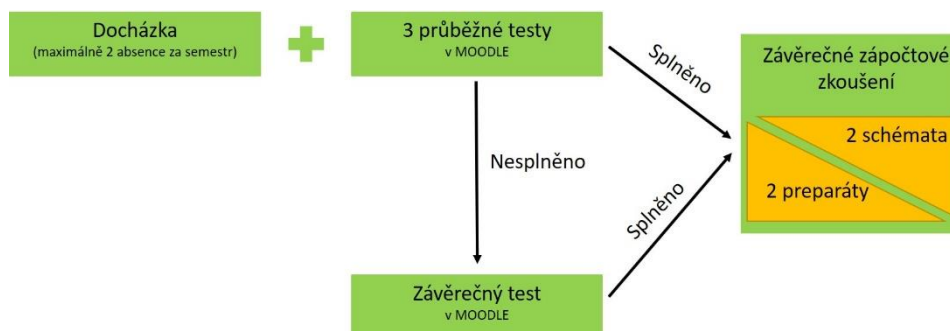 Docházka
(maximálně 2 absence za semestr)
3 průběžné testy
v MOODLE
Splněno
Závěrečné zápočtové
zkoušení
2 schémata
2 preparáty
Nesplněno
Splněno
Závěrečný test
v MOODLE